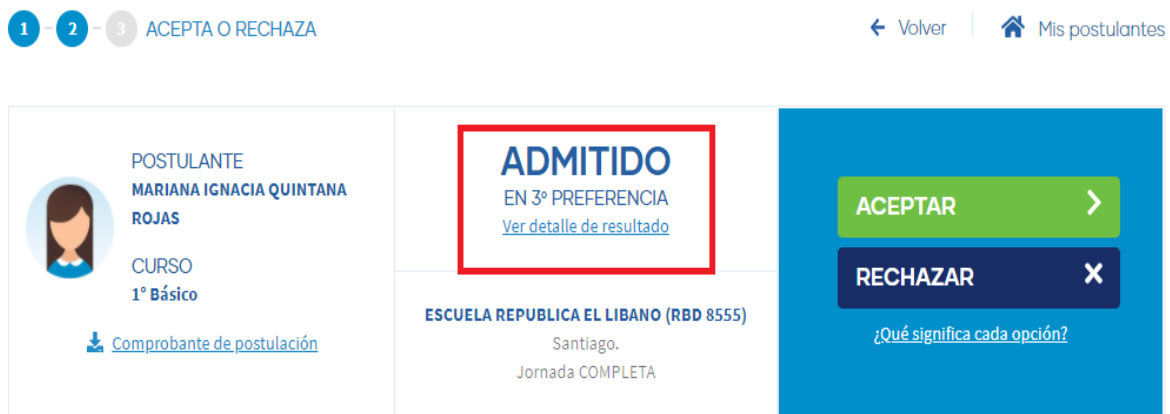 1 - 2 - 3 ACEPTA O RECHAZA
Volver
Mis postulantes
POSTULANTE
MARIANA IGNACIA QUINTANA
ROJAS
CURSO
1° Básico
Comprobante de postulación
ADMITIDO
EN 3º PREFERENCIA
Ver detalle de resultado
ESCUELA REPUBLICA EL LIBANO (RBD 8555)
Santiago.
Jornada COMPLETA
ACEPTAR
RECHAZAR
¿Qué significa cada opción?